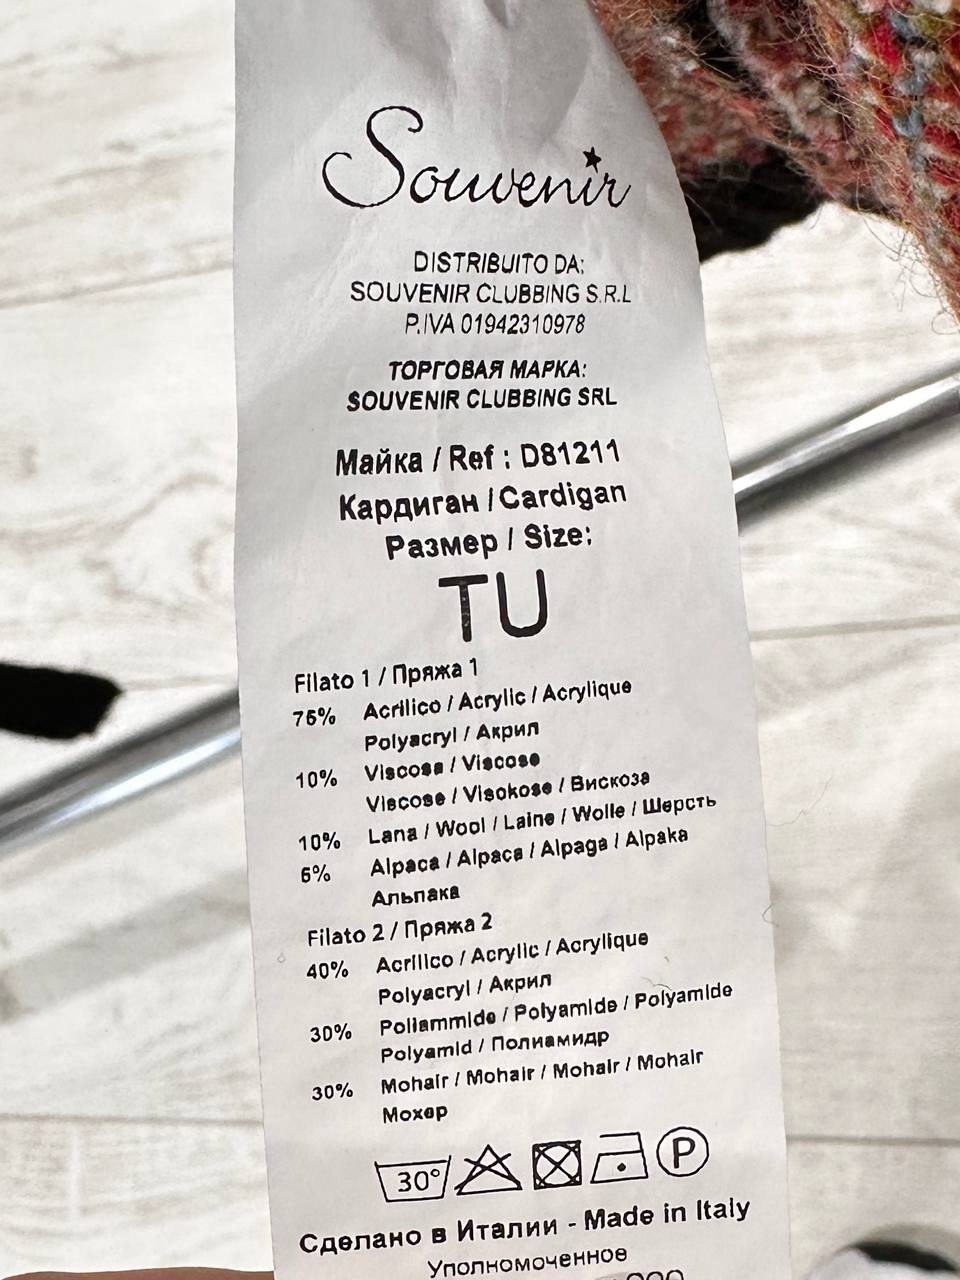 Souvenir
DISTRIBUITO DA:
SOUVENIR CLUBBING S.R.L
P.IVA 01942310978
ТОРГОВАЯ МАРКА:
SOUVENIR CLUBBING SRL
Майка / Ref : D81211
Кардиган / Cardigan
Размер / Size:
TU
Filato 1 / Пряжа 1
75% Acrilico / Acrylic / Acrylique
Polyacryl / Акрил
10% Viscosa / Viscose
Viscose / Visokose / Вискоза
10% Lana / Wool / Laine / Wolle / Шерсть
5% Alpaca / Alpaca / Alpaga / Alpaka
Альпака
Filato 2 / Пряжа 2
40% Acrilico / Acrylic / Acrylique
Polyacryl / Акрил
30% Poliammide / Polyamide / Polyamide
Polyamid / Полиамидр
30% Mohair / Mohair / Mohair / Mohair
Мохер
30° P
Сделано в Италии - Made in Italy
Уполномоченное